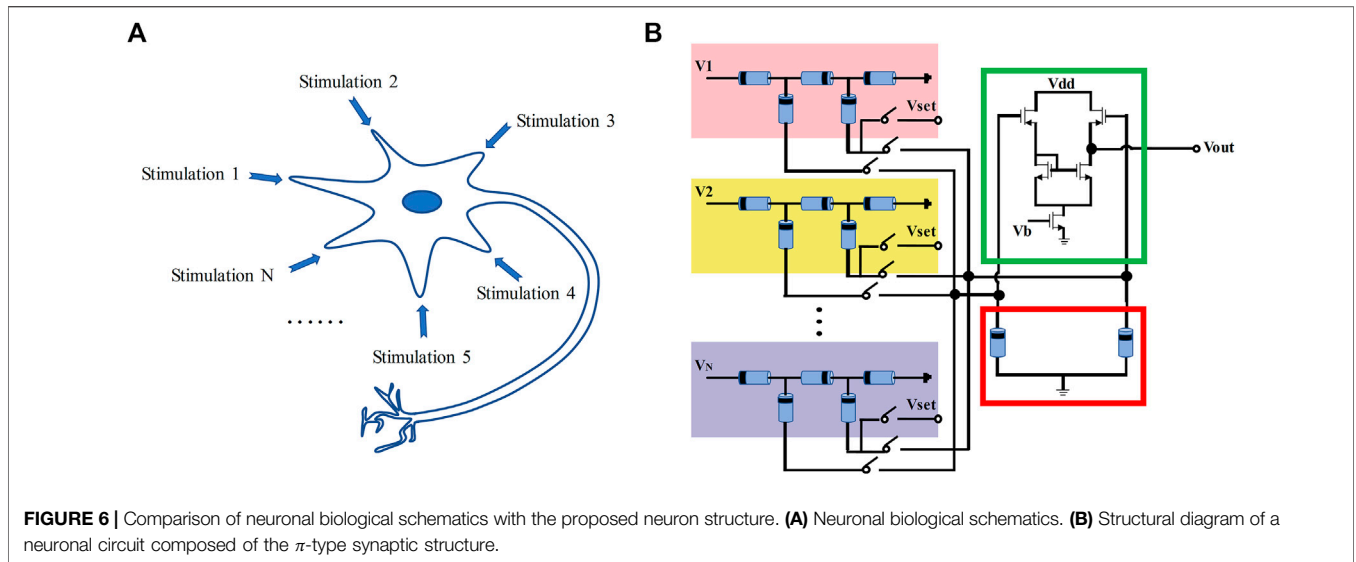 A
Stimulation 2
Stimulation 3
Stimulation 1
Stimulation N
Stimulation 4
......
Stimulation 5
B
V1
Vset
V2
Vset
VN
Vset
Vdd
Vout
Vb
FIGURE 6 | Comparison of neuronal biological schematics with the proposed neuron structure. (A) Neuronal biological schematics. (B) Structural diagram of a
neuronal circuit composed of the π-type synaptic structure.